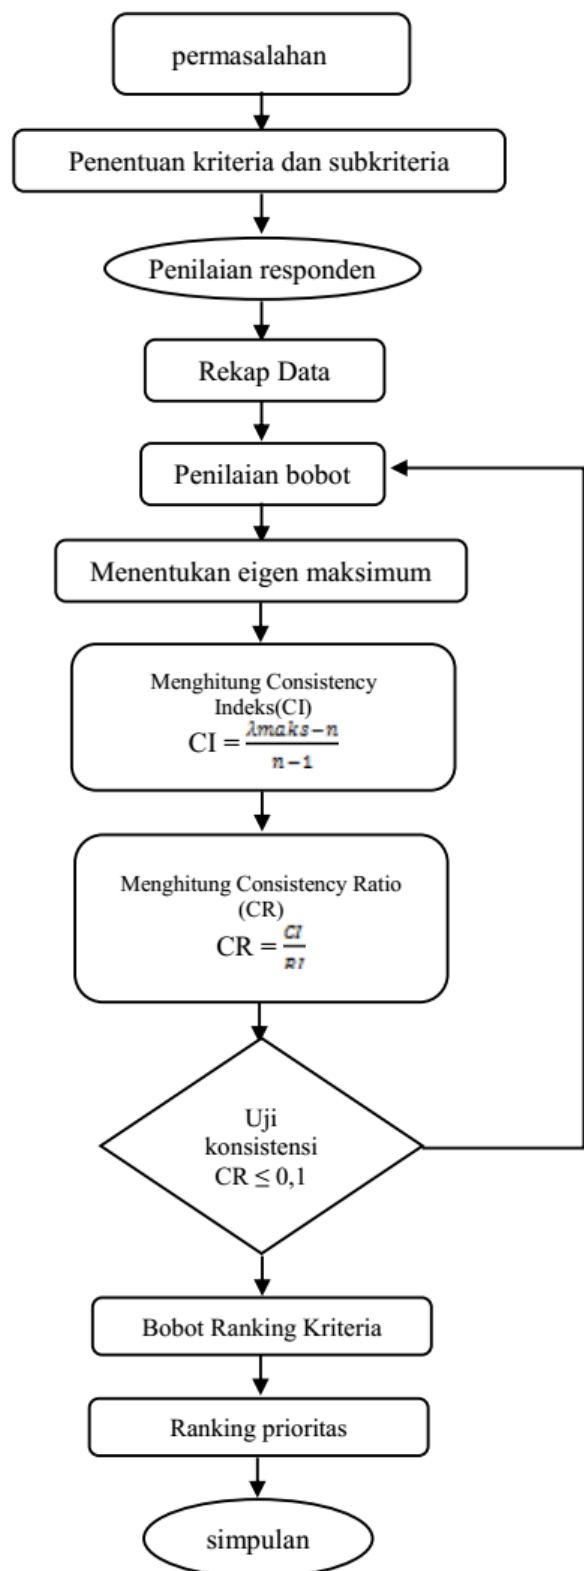 permasalahan
Penentuan kriteria dan subkriteria
Penilaian responden
Rekap Data
Penilaian bobot
Menentukan eigen maksimum
Menghitung Consistency
Indeks(CI)
CI = \frac{λmaks−n}{n−1}
Menghitung Consistency Ratio
(CR)
CR = \frac{CI}{RI}
Uji
konsistensi
CR ≤ 0,1
Bobot Ranking Kriteria
Ranking prioritas
simpulan